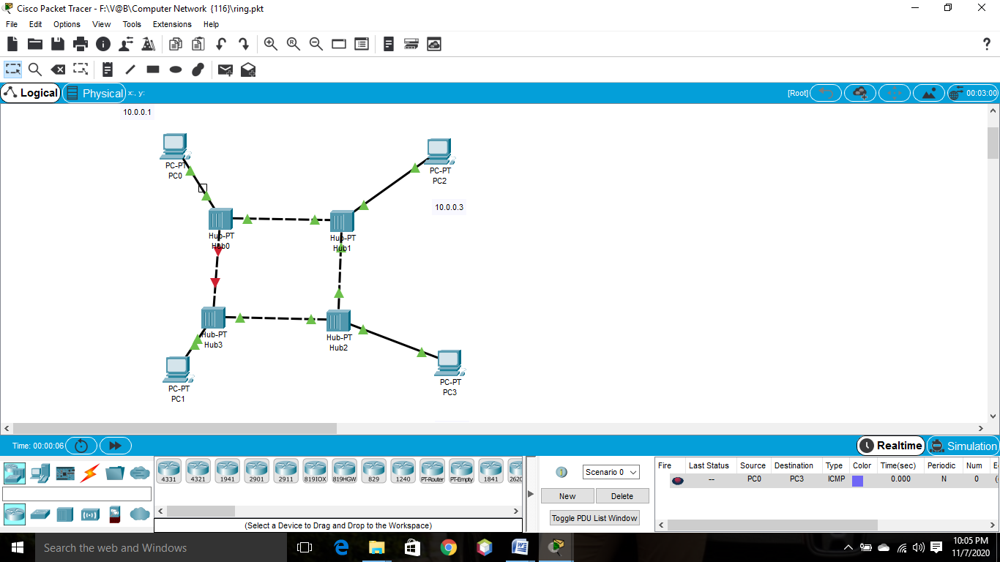 Cisco Packet Tracer - F:\V@B\Computer Network {116}\ring.pkt
File Edit Options View Tools Extensions Help
Logical Physical x:, y: [Root] 00:03:00
10.0.0.1
PC-PT
PC0
PC-PT
PC2
10.0.0.3
Hub-PT
Hub0
Hub-PT
Hub1
Hub-PT
Hub3
Hub-PT
Hub2
PC-PT
PC1
PC-PT
PC3
Time: 00:00:06 Realtime Simulation
4331 4321 1941 2901 2911 819IOX 819HGW 829 1240 PT-Router PT-Empty 1841 2620
(Select a Device to Drag and Drop to the Workspace)
Scenario 0
New Delete
Toggle PDU List Window
Fire Last Status Source Destination Type Color Time(sec) Periodic Num
-- PC0 PC3 ICMP 0.000 N 0
Search the web and Windows
10:05 PM
11/7/2020